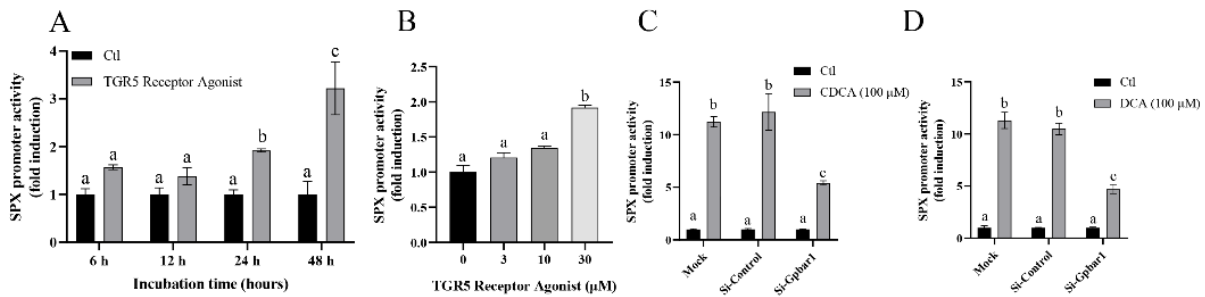 A
Ctl
TGR5 Receptor Agonist
SPX promoter activity
(fold induction)
4
3
2
1
0
a
a
a
a
a
b
a
c
6 h
12 h
24 h
48 h
Incubation time (hours)
B
SPX promoter activity
(fold induction)
2.5
2.0
1.5
1.0
0.5
0.0
a
a
a
b
0
3
10
30
TGR5 Receptor Agonist (μM)
C
Ctl
CDCA (100 μM)
SPX promoter activity
(fold induction)
15
10
5
0
a
b
a
b
a
c
Mock
Si-Control
Si-Gpbar1
D
Ctl
DCA (100 μM)
SPX promoter activity
(fold induction)
15
10
5
0
a
b
a
b
a
c
Mock
Si-Control
Si-Gpbar1